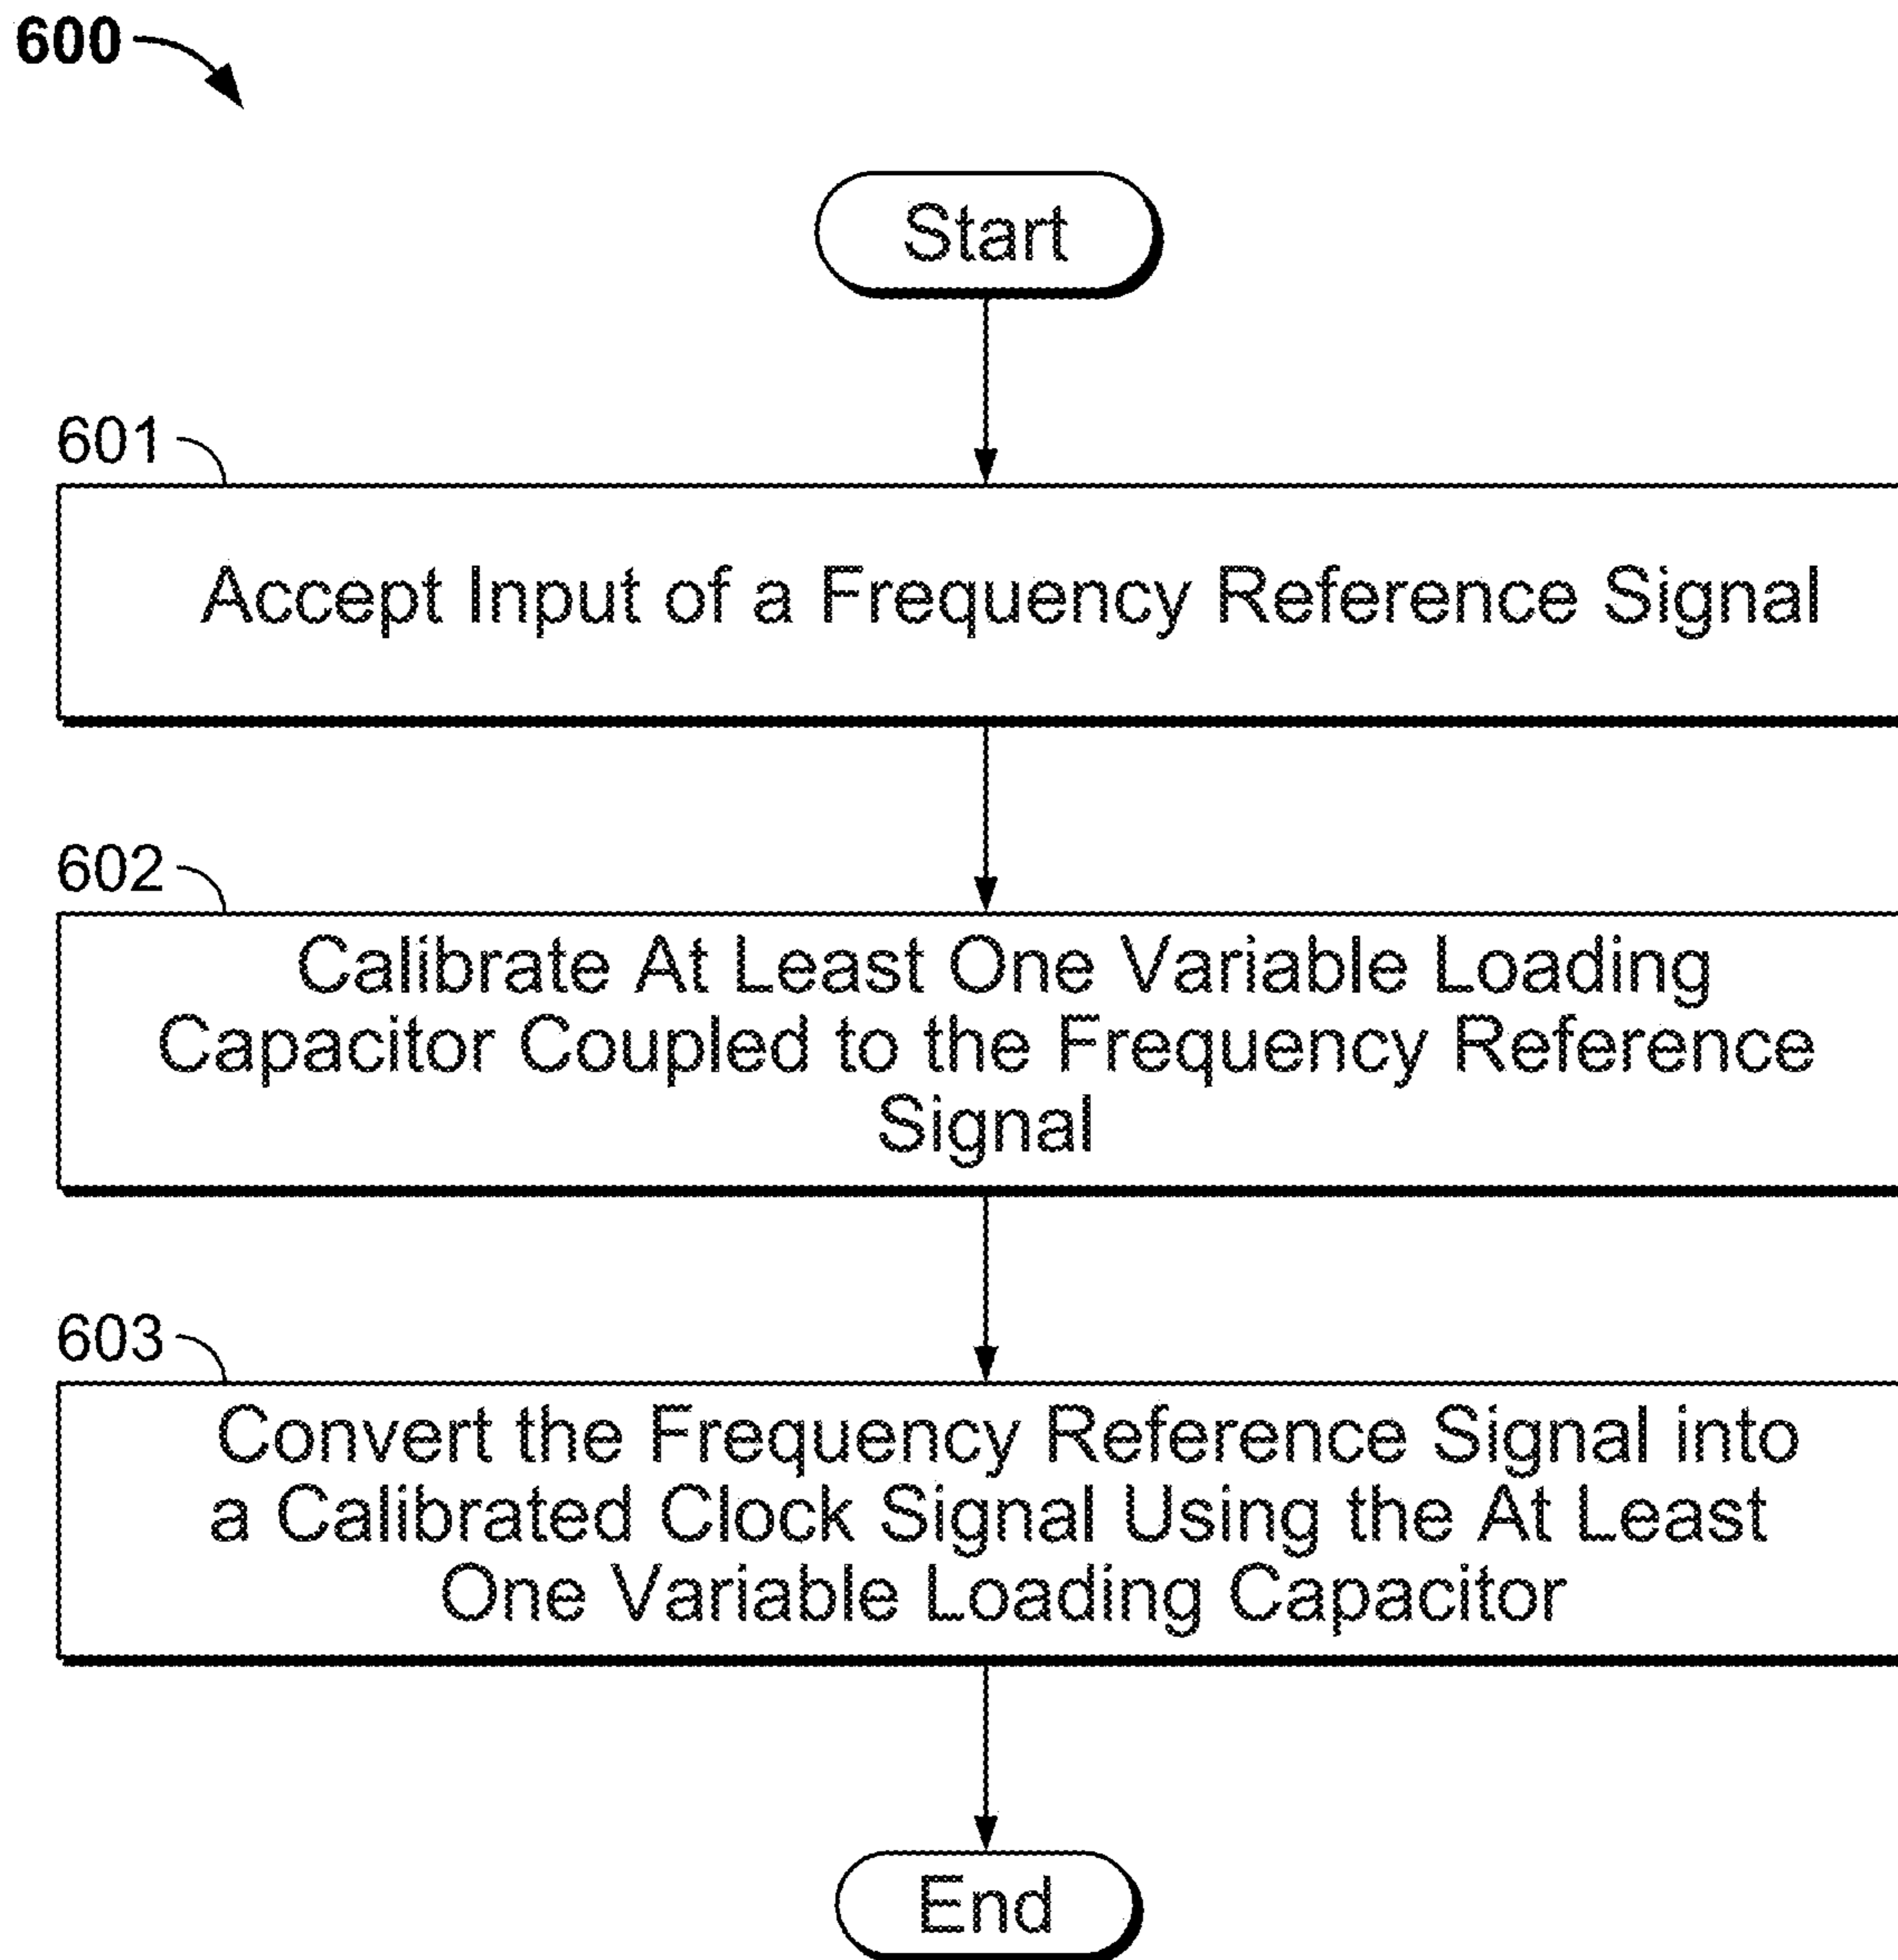 600
Start
601
Accept Input of a Frequency Reference Signal
602
Calibrate At Least One Variable Loading
Capacitor Coupled to the Frequency Reference
Signal
603
Convert the Frequency Reference Signal into
a Calibrated Clock Signal Using the At Least
One Variable Loading Capacitor
End